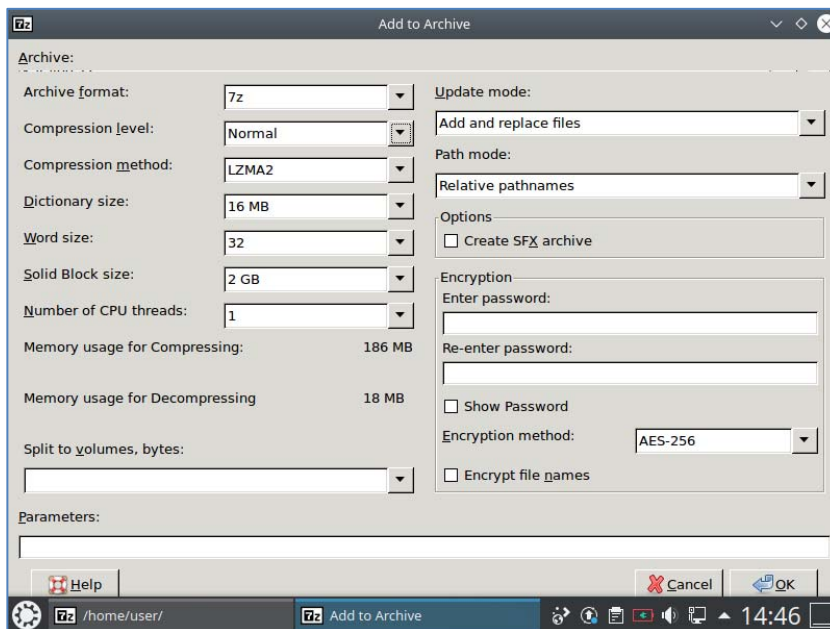 7z Add to Archive
Archive:
Archive format: 7z
Compression level: Normal
Compression method: LZMA2
Dictionary size: 16 MB
Word size: 32
Solid Block size: 2 GB
Number of CPU threads: 1
Memory usage for Compressing: 186 MB
Memory usage for Decompressing 18 MB
Split to volumes, bytes:
Update mode:
Add and replace files
Path mode:
Relative pathnames
Options
Create SFX archive
Encryption
Enter password:
Re-enter password:
Show Password
Encryption method: AES-256
Encrypt file names
Parameters:
Help Cancel OK
7z /home/user/ 7z Add to Archive 14:46